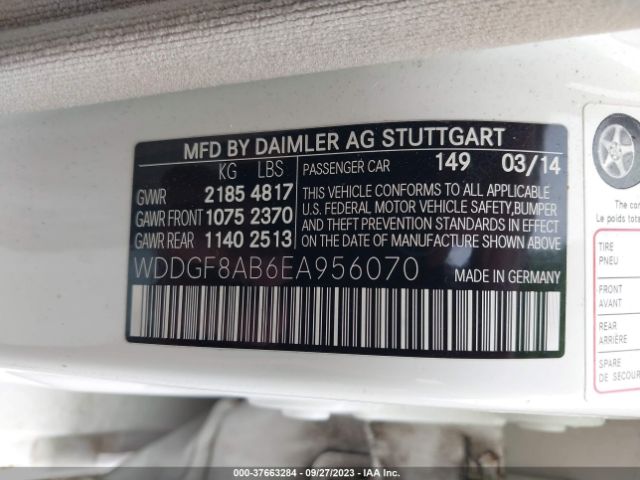 MFD BY DAIMLER AG STUTTGART
KG LBS
GVWR 2185 4817
GAWR FRONT 1075 2370
GAWR REAR 1140 2513
PASSENGER CAR 149 03/14
THIS VEHICLE CONFORMS TO ALL APPLICABLE
U.S. FEDERAL MOTOR VEHICLE SAFETY,BUMPER
AND THEFT PREVENTION STANDARDS IN EFFECT
ON THE DATE OF MANUFACTURE SHOWN ABOVE.
WDDGF8AB6EA956070
MADE IN GERMANY
The
Le poids
TIRE
PNEU
FRONT
AVANT
REAR
ARRIÈRE
SPARE
DE SECOUR
000-37663284 - 09/27/2023 - IAA Inc.